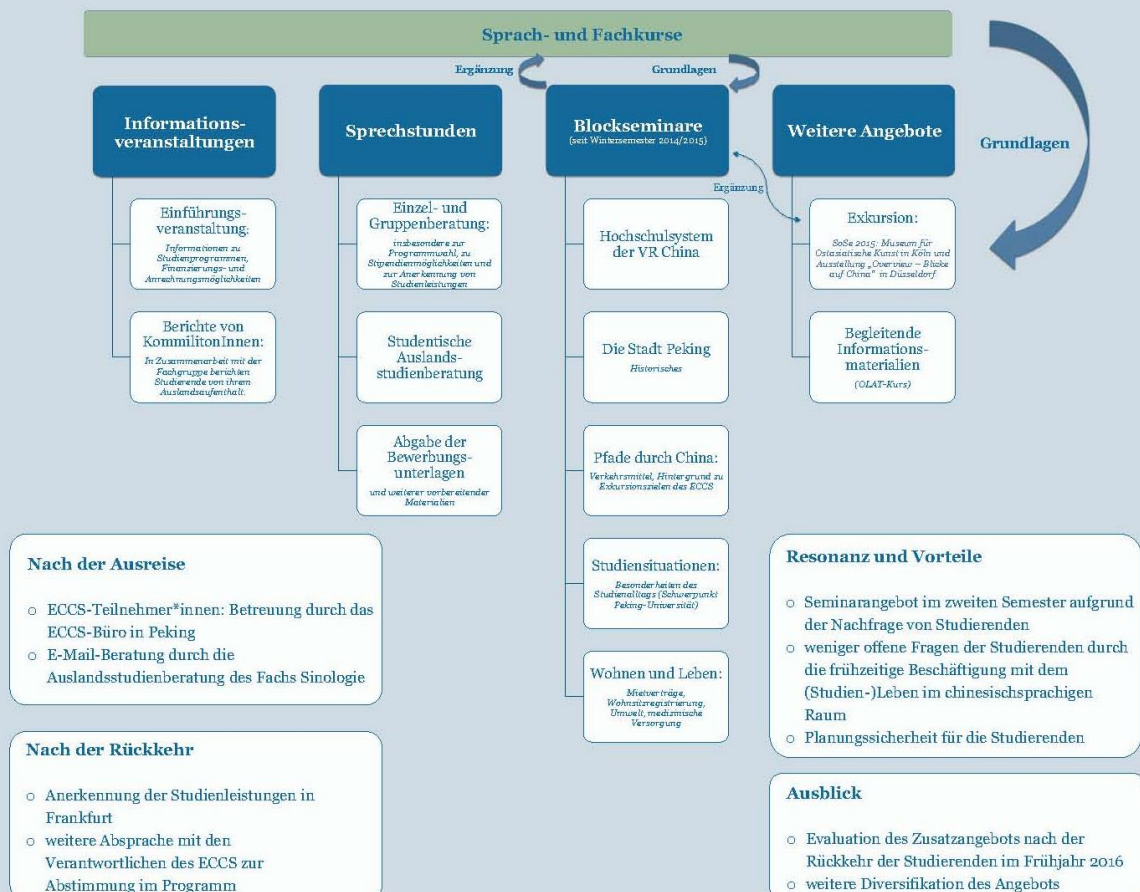 Sprach- und Fachkurse
Ergänzung
Grundlagen
Grundlagen
Informations-
veranstaltungen
Einführungs-
veranstaltung:
Informationen zu
Studienprogrammen,
Finanzierungs- und
Anrechnungsmöglichkeiten
Berichte von
KommilitonInnen:
In Zusammenarbeit mit der
Fachgruppe berichten
Studierende von ihrem
Auslandsaufenthalt.
Sprechstunden
Einzel- und
Gruppenberatung:
insbesondere zur
Programmwahl, zu
Stipendienmöglichkeiten und
zur Anerkennung von
Studienleistungen
Studentische
Auslands-
studienberatung
Abgabe der
Bewerbungs-
unterlagen
und weiterer vorbereitender
Materialien
Blockseminare
(seit Wintersemester 2014/2015)
Hochschulsystem
der VR China
Die Stadt Peking
Historisches
Pfade durch China:
Verkehrsmittel, Hintergrund zu
Exkursionszielen des ECCS
Studiensituationen:
Besonderheiten des
Studienalltags (Schwerpunkt
Peking-Universität)
Wohnen und Leben:
Mietverträge,
Wohnsitzregistrierung,
Umwelt, medizinische
Versorgung
Weitere Angebote
Ergänzung
Exkursion:
SoSe 2015: Museum für
Ostasiatische Kunst in Köln und
Ausstellung „Overview – Blicke
auf China“ in Düsseldorf
Begleitende
Informations-
materialien
(OLAT-Kurs)
Nach der Ausreise
o ECCS-Teilnehmer*innen: Betreuung durch das
ECCS-Büro in Peking
o E-Mail-Beratung durch die
Auslandsstudienberatung des Fachs Sinologie
Nach der Rückkehr
o Anerkennung der Studienleistungen in
Frankfurt
o weitere Absprache mit den
Verantwortlichen des ECCS zur
Abstimmung im Programm
Resonanz und Vorteile
o Seminarangebot im zweiten Semester aufgrund
der Nachfrage von Studierenden
o weniger offene Fragen der Studierenden durch
die frühzeitige Beschäftigung mit dem
(Studien-)Leben im chinesischsprachigen
Raum
o Planungssicherheit für die Studierenden
Ausblick
o Evaluation des Zusatzangebots nach der
Rückkehr der Studierenden im Frühjahr 2016
o weitere Diversifikation des Angebots